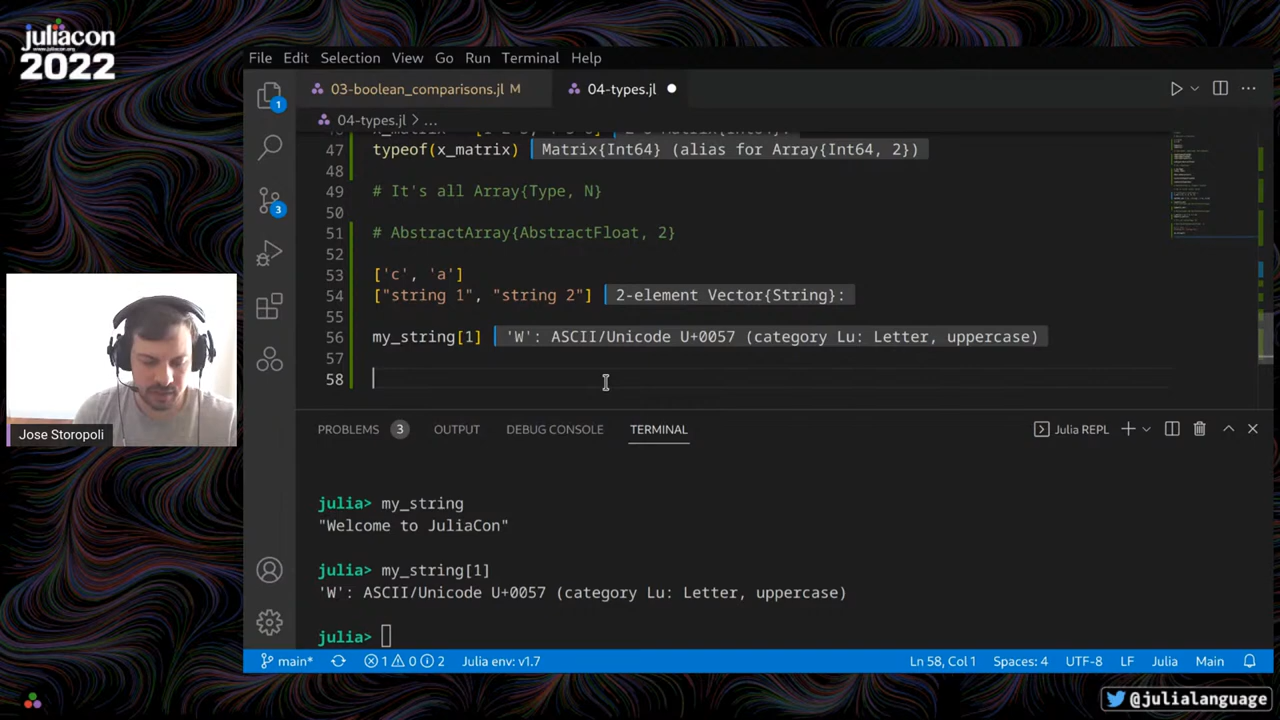 juliacon
www.juliacon.org
2022
File Edit Selection View Go Run Terminal Help
03-boolean_comparisons.jl M
04-types.jl
04-types.jl > ...
47 typeof(x_matrix) Matrix{Int64} (alias for Array{Int64, 2})
48
49 # It's all Array{Type, N}
50
51 # AbstractArray{AbstractFloat, 2}
52
53 ['c', 'a']
54 ["string 1", "string 2"] 2-element Vector{String}:
55
56 my_string[1] 'W': ASCII/Unicode U+0057 (category Lu: Letter, uppercase)
57
58
1
3
Jose Storopoli
PROBLEMS 3 OUTPUT DEBUG CONSOLE TERMINAL Julia REPL
julia> my_string
"Welcome to JuliaCon"
julia> my_string[1]
'W': ASCII/Unicode U+0057 (category Lu: Letter, uppercase)
julia>
main* 1 0 2 Julia env: v1.7 Ln 58, Col 1 Spaces: 4 UTF-8 LF Julia Main
@julialanguage